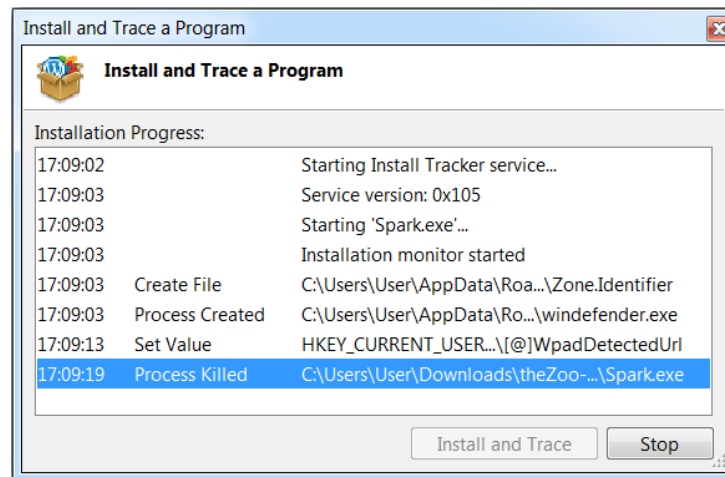 Install and Trace a Program
Install and Trace a Program
Installation Progress:
17:09:02 Starting Install Tracker service...
17:09:03 Service version: 0x105
17:09:03 Starting 'Spark.exe'...
17:09:03 Installation monitor started
17:09:03 Create File C:\Users\User\AppData\Roa...\Zone.Identifier
17:09:03 Process Created C:\Users\User\AppData\Ro...\windefender.exe
17:09:13 Set Value HKEY_CURRENT_USER...\[@]WpadDetectedUrl
17:09:19 Process Killed C:\Users\User\Downloads\theZoo-...\Spark.exe
Install and Trace Stop